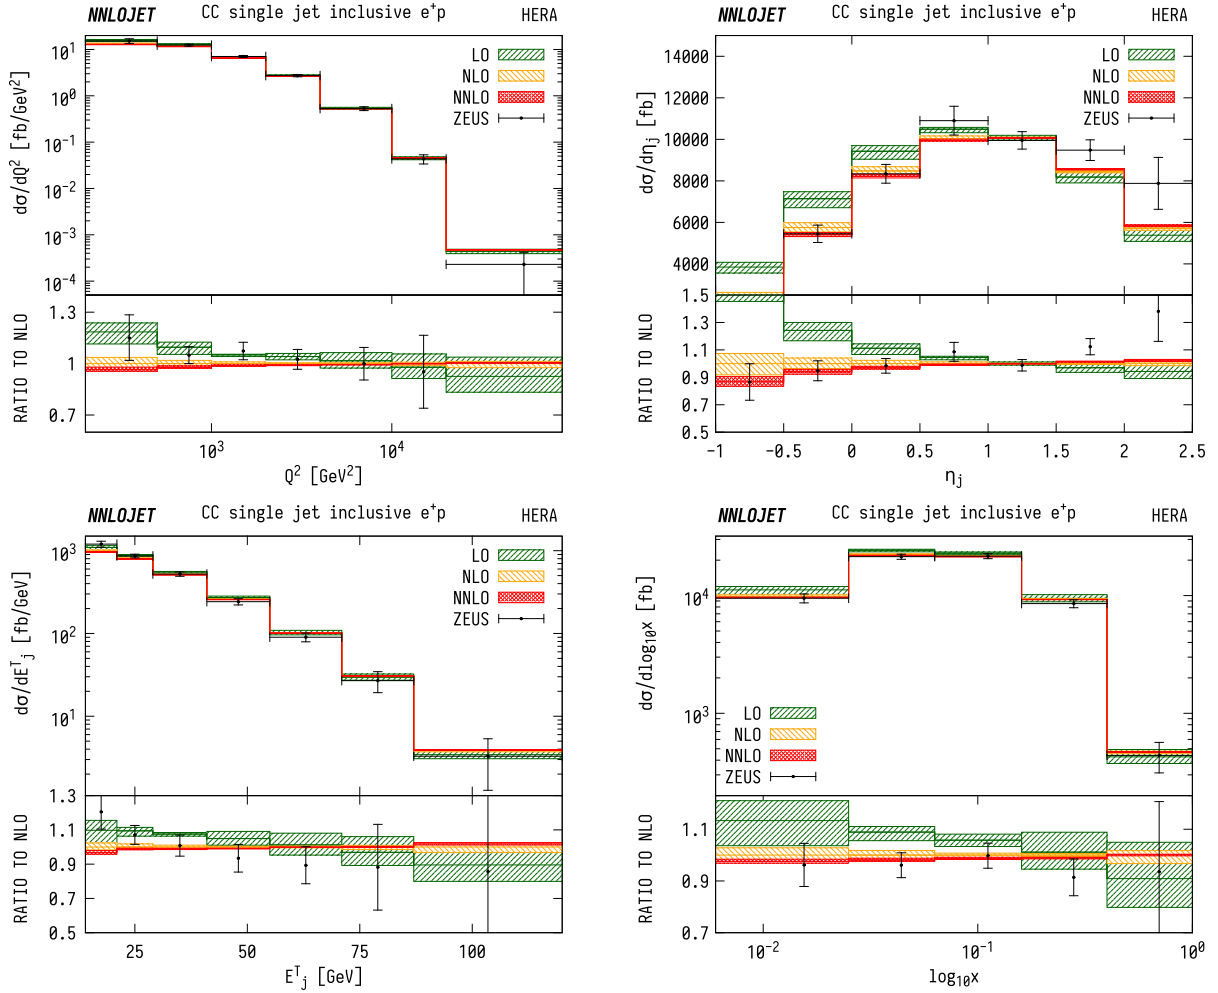 NNLOJET CC single jet inclusive e⁺p HERA
dσ/dQ² [fb/GeV²]
10¹
10⁰
10⁻¹
10⁻²
10⁻³
10⁻⁴
LO
NLO
NNLO
ZEUS
RATIO TO NLO
1.3
1
0.7
10³ 10⁴
Q² [GeV²]
NNLOJET CC single jet inclusive e⁺p HERA
dσ/dηⱼ [fb]
14000
12000
10000
8000
6000
4000
LO
NLO
NNLO
ZEUS
RATIO TO NLO
1.5
1.3
1.1
0.9
0.7
0.5
-1 -0.5 0 0.5 1 1.5 2 2.5
ηⱼ
NNLOJET CC single jet inclusive e⁺p HERA
dσ/dEᵀⱼ [fb/GeV]
10³
10²
10¹
LO
NLO
NNLO
ZEUS
RATIO TO NLO
1.3
1.1
0.9
0.7
0.5
25 50 75 100
Eᵀⱼ [GeV]
NNLOJET CC single jet inclusive e⁺p HERA
dσ/dlog₁₀x [fb]
10⁴
10³
LO
NLO
NNLO
ZEUS
RATIO TO NLO
1.1
0.9
0.7
10⁻² 10⁻¹ 10⁰
log₁₀x